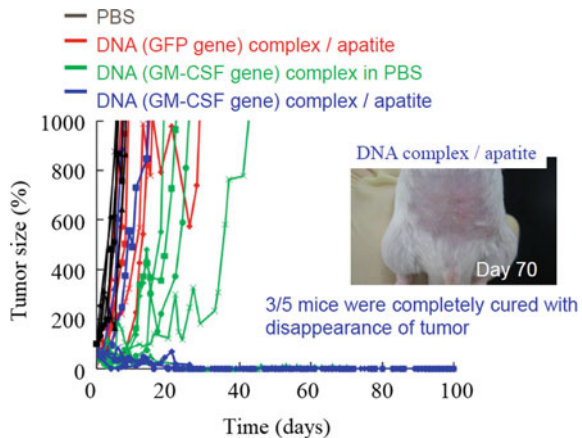 PBS
DNA (GFP gene) complex / apatite
DNA (GM-CSF gene) complex in PBS
DNA (GM-CSF gene) complex / apatite
1000
800
600
400
200
0
Tumor size (%)
DNA complex / apatite
Day 70
3/5 mice were completely cured with
disappearance of tumor
0
20
40
60
80
100
Time (days)